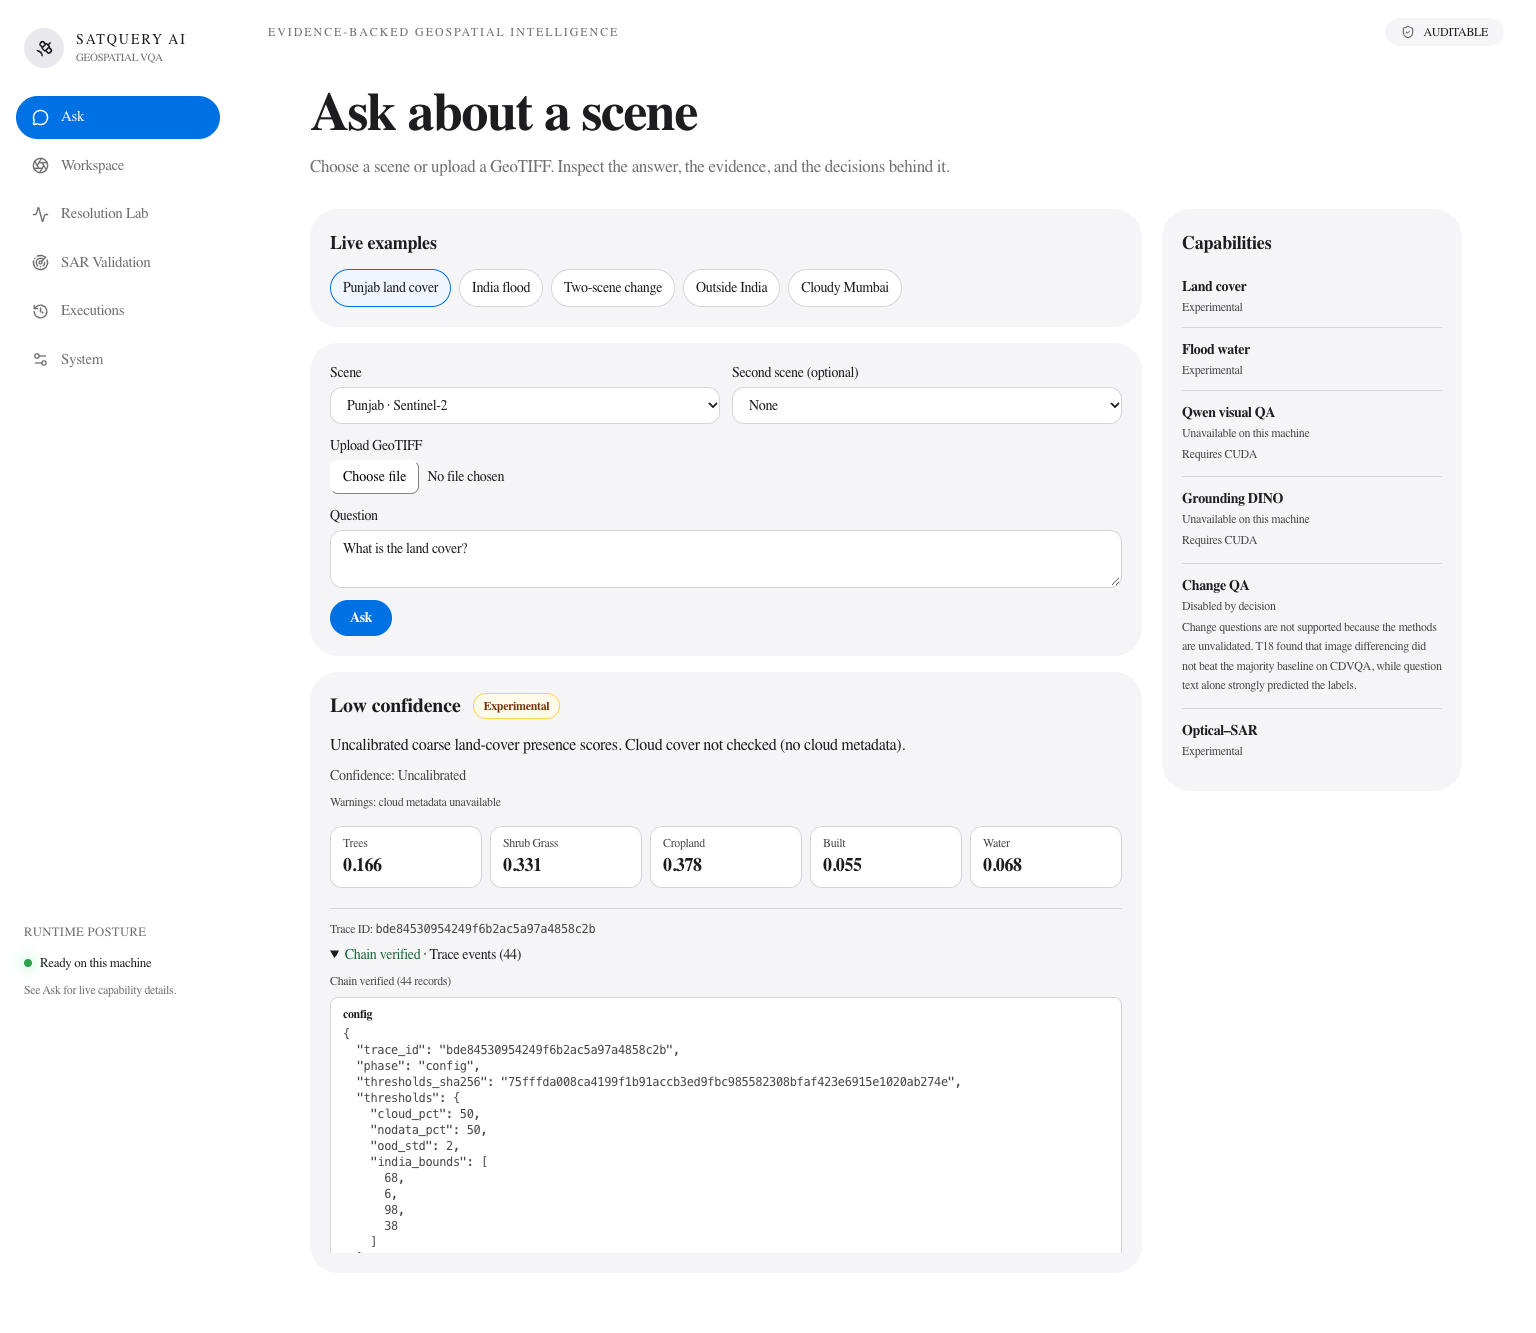 SATQUERY AI
GEOSPATIAL VQA
Ask
Workspace
Resolution Lab
SAR Validation
Executions
System
RUNTIME POSTURE
Ready on this machine
See Ask for live capability details.
EVIDENCE-BACKED GEOSPATIAL INTELLIGENCE
AUDITABLE
Ask about a scene
Choose a scene or upload a GeoTIFF. Inspect the answer, the evidence, and the decisions behind it.
Live examples
Punjab land cover
India flood
Two-scene change
Outside India
Cloudy Mumbai
Scene
Punjab · Sentinel-2
Second scene (optional)
None
Upload GeoTIFF
Choose file No file chosen
Question
What is the land cover?
Ask
Low confidence
Experimental
Uncalibrated coarse land-cover presence scores. Cloud cover not checked (no cloud metadata).
Confidence: Uncalibrated
Warnings: cloud metadata unavailable
Trees
0.166
Shrub Grass
0.331
Cropland
0.378
Built
0.055
Water
0.068
Trace ID: bde84530954249f6b2ac5a97a4858c2b
Chain verified · Trace events (44)
Chain verified (44 records)
config
{
"trace_id": "bde84530954249f6b2ac5a97a4858c2b",
"phase": "config",
"thresholds_sha256": "75fffda008ca4199f1b91accb3ed9fbc985582308bfaf423e6915e1020ab274e",
"thresholds": {
"cloud_pct": 50,
"nodata_pct": 50,
"ood_std": 2,
"india_bounds": [
68,
6,
98,
38
]
Capabilities
Land cover
Experimental
Flood water
Experimental
Qwen visual QA
Unavailable on this machine
Requires CUDA
Grounding DINO
Unavailable on this machine
Requires CUDA
Change QA
Disabled by decision
Change questions are not supported because the methods
are unvalidated. T18 found that image differencing did
not beat the majority baseline on CDVQA, while question
text alone strongly predicted the labels.
Optical–SAR
Experimental